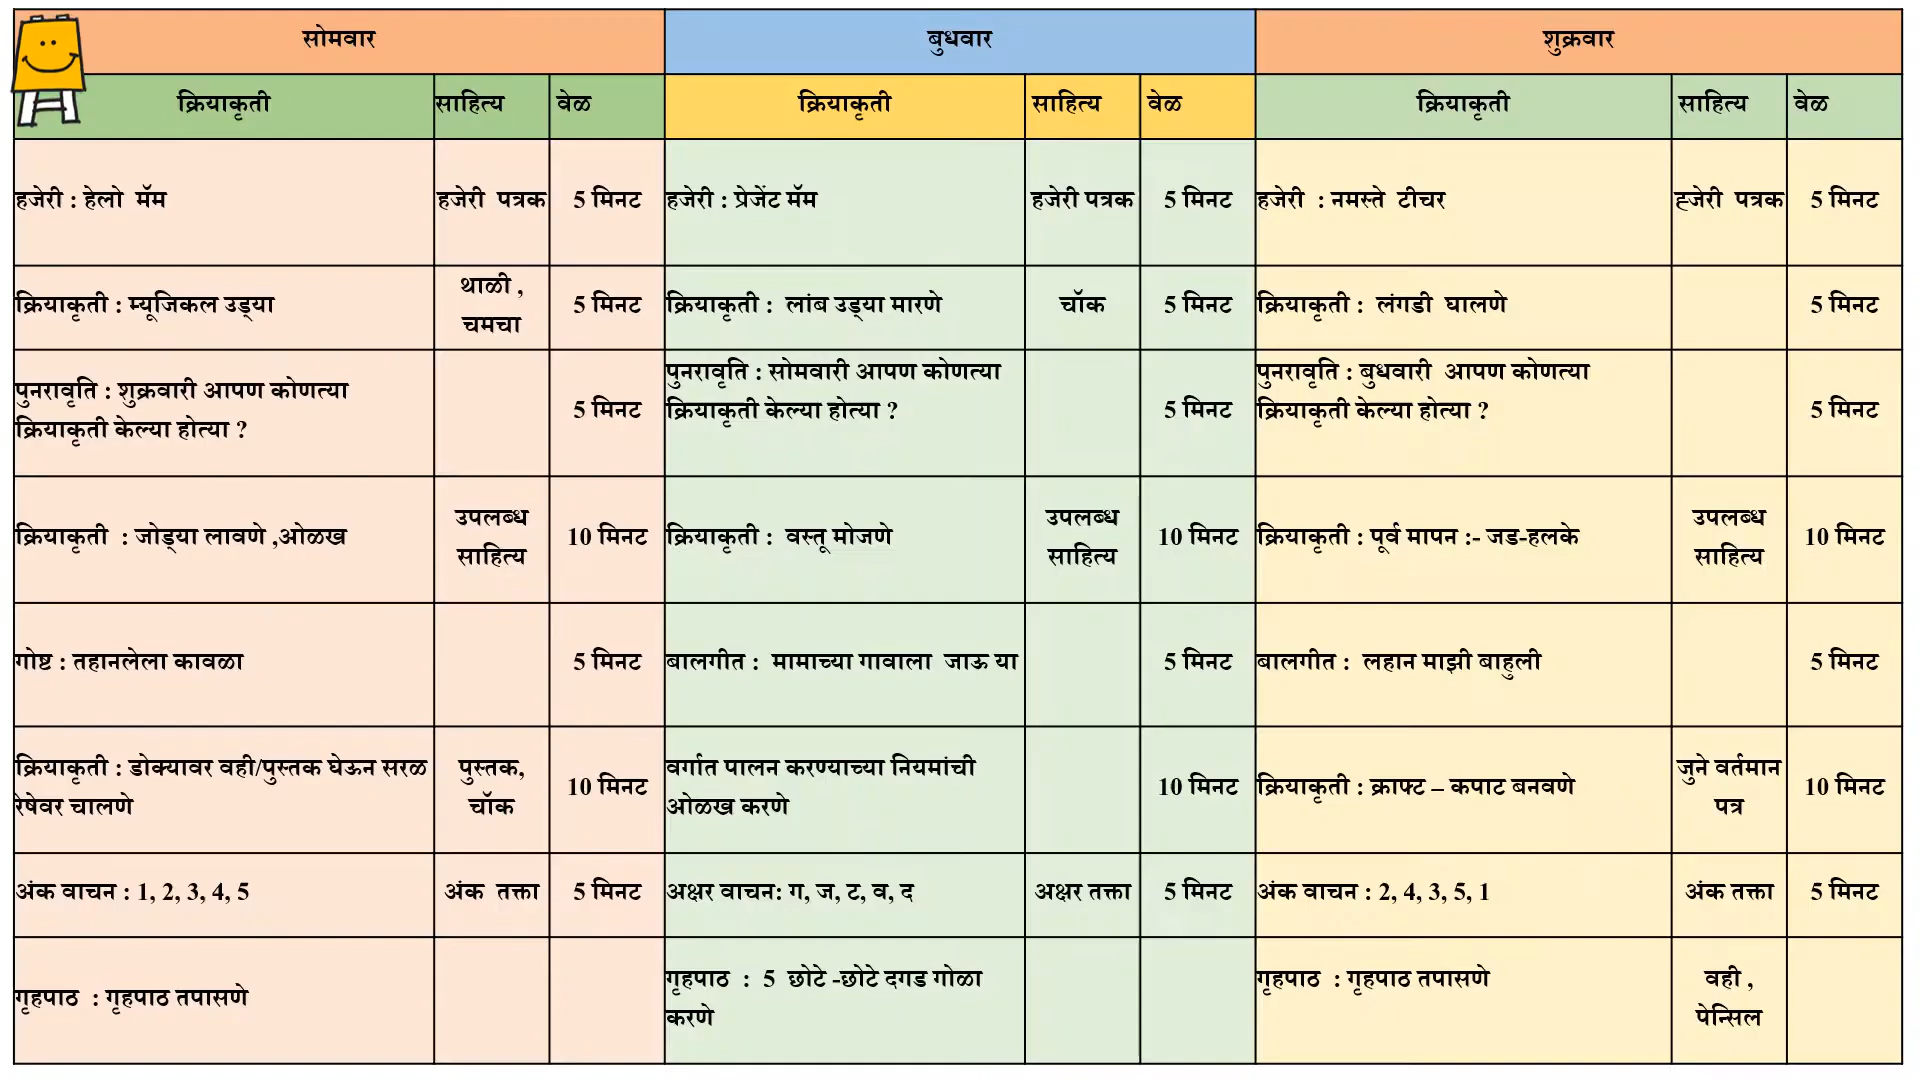 सोमवार बुधवार शुक्रवार
क्रियाकृती साहित्य वेळ क्रियाकृती साहित्य वेळ क्रियाकृती साहित्य वेळ
हजेरी : हेलो मॅम हजेरी पत्रक 5 मिनट हजेरी : प्रेजेंट मॅम हजेरी पत्रक 5 मिनट हजेरी : नमस्ते टीचर ह्जेरी पत्रक 5 मिनट
क्रियाकृती : म्यूजिकल उड्या थाळी , चमचा 5 मिनट क्रियाकृती : लांब उड्या मारणे चॉक 5 मिनट क्रियाकृती : लंगडी घालणे 5 मिनट
पुनरावृति : शुक्रवारी आपण कोणत्या
क्रियाकृती केल्या होत्या ? 5 मिनट
पुनरावृति : सोमवारी आपण कोणत्या
क्रियाकृती केल्या होत्या ? 5 मिनट
पुनरावृति : बुधवारी आपण कोणत्या
क्रियाकृती केल्या होत्या ? 5 मिनट
क्रियाकृती : जोड्या लावणे ,ओळख उपलब्ध साहित्य 10 मिनट क्रियाकृती : वस्तू मोजणे उपलब्ध साहित्य 10 मिनट क्रियाकृती : पूर्व मापन :- जड-हलके उपलब्ध साहित्य 10 मिनट
गोष्ट : तहानलेला कावळा 5 मिनट बालगीत : मामाच्या गावाला जाऊ या 5 मिनट बालगीत : लहान माझी बाहुली 5 मिनट
क्रियाकृती : डोक्यावर वही/पुस्तक घेऊन सरळ
रेषेवर चालणे पुस्तक, चॉक 10 मिनट
वर्गात पालन करण्याच्या नियमांची
ओळख करणे 10 मिनट
क्रियाकृती : क्राफ्ट – कपाट बनवणे जुने वर्तमान पत्र 10 मिनट
अंक वाचन : 1, 2, 3, 4, 5 अंक तक्ता 5 मिनट अक्षर वाचन: ग, ज, ट, व, द अक्षर तक्ता 5 मिनट अंक वाचन : 2, 4, 3, 5, 1 अंक तक्ता 5 मिनट
गृहपाठ : गृहपाठ तपासणे
गृहपाठ : 5 छोटे -छोटे दगड गोळा
करणे
गृहपाठ : गृहपाठ तपासणे वही , पेन्सिल